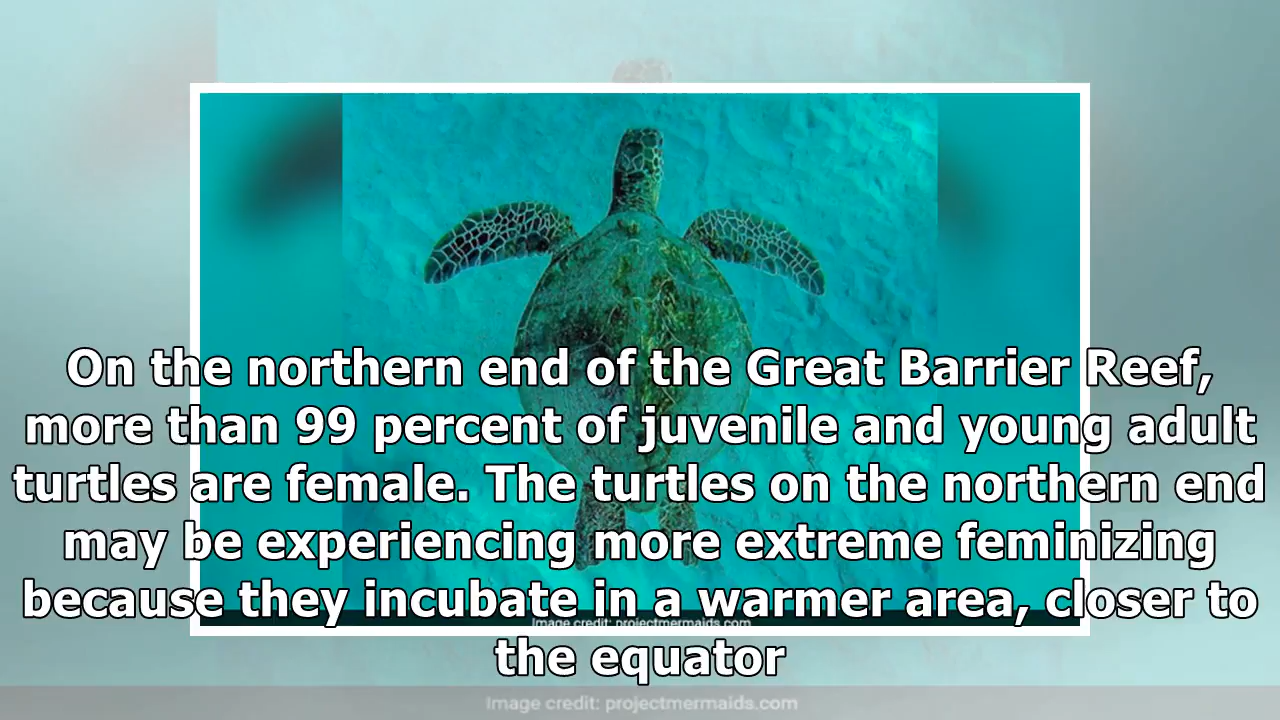 On the northern end of the Great Barrier Reef,
more than 99 percent of juvenile and young adult
turtles are female. The turtles on the northern end
may be experiencing more extreme feminizing
because they incubate in a warmer area, closer to
Image credit: projectmermaids.com
the equator
Image credit: projectmermaids.com